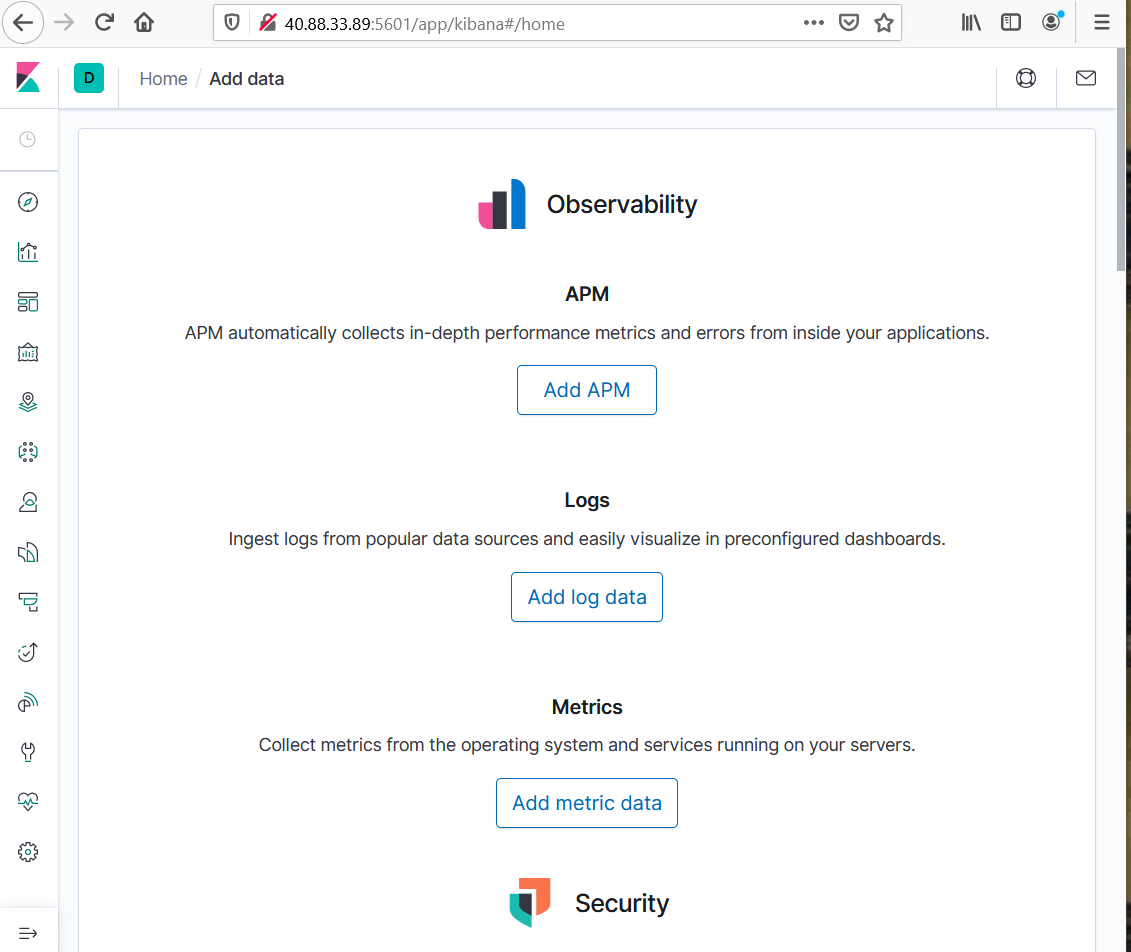 40.88.33.89:5601/app/kibana#/home
D Home / Add data
Observability
APM
APM automatically collects in-depth performance metrics and errors from inside your applications.
Add APM
Logs
Ingest logs from popular data sources and easily visualize in preconfigured dashboards.
Add log data
Metrics
Collect metrics from the operating system and services running on your servers.
Add metric data
Security